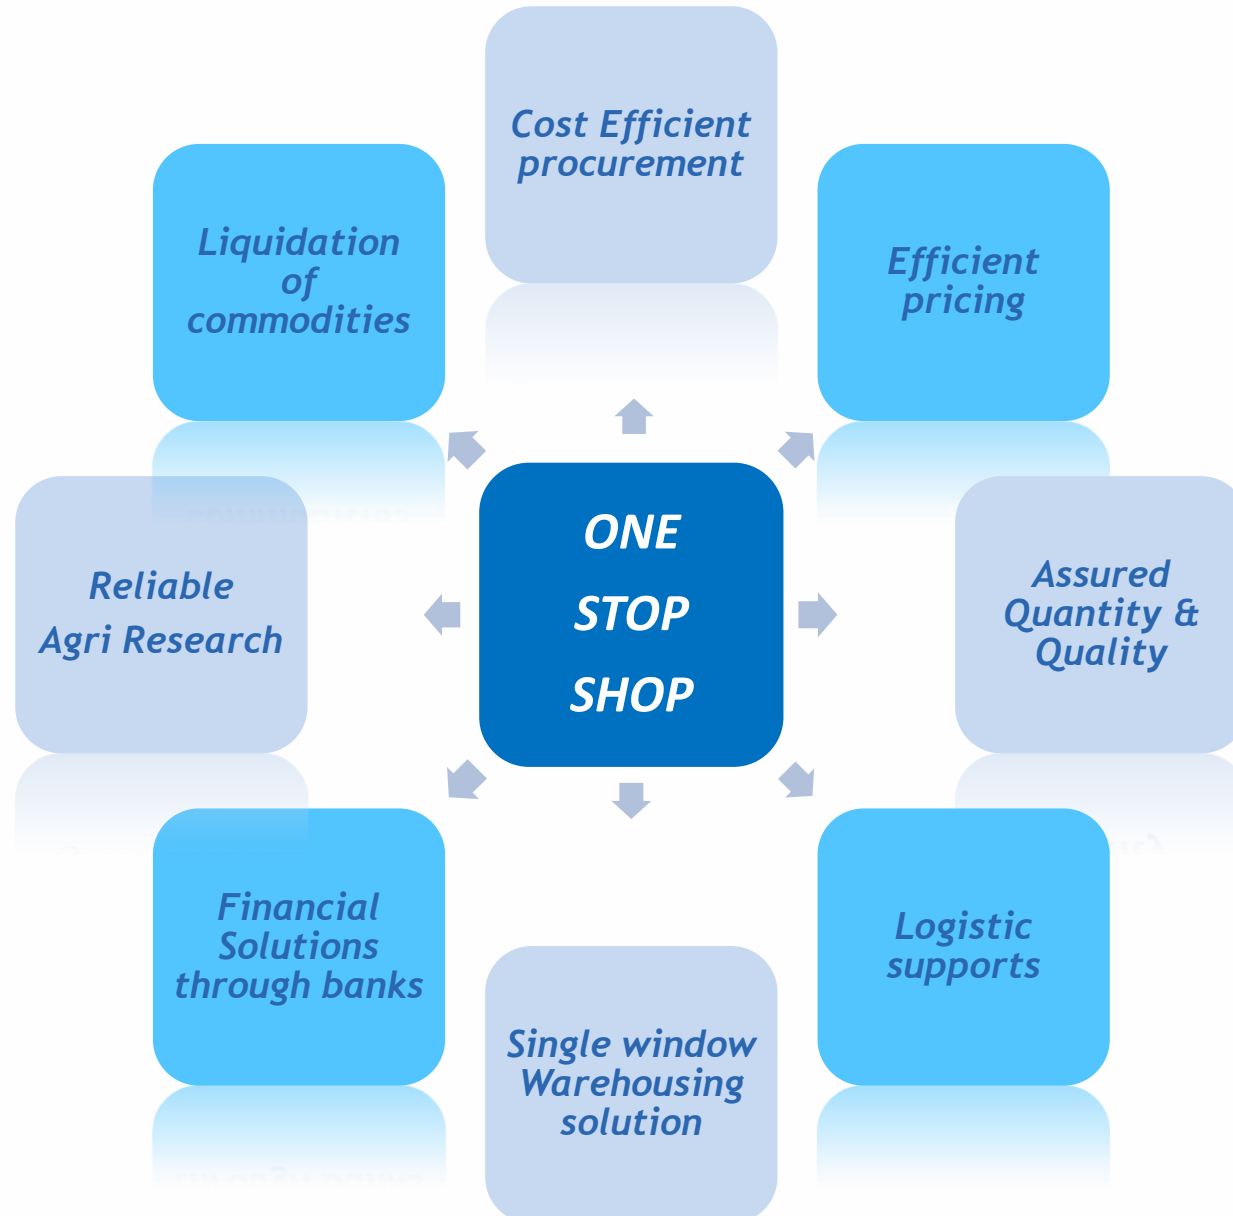 Cost Efficient
procurement
Liquidation
of
commodities
Efficient
pricing
ONE
STOP
SHOP
Reliable
Agri Research
Assured
Quantity &
Quality
Financial
Solutions
through banks
Logistic
supports
Single window
Warehousing
solution